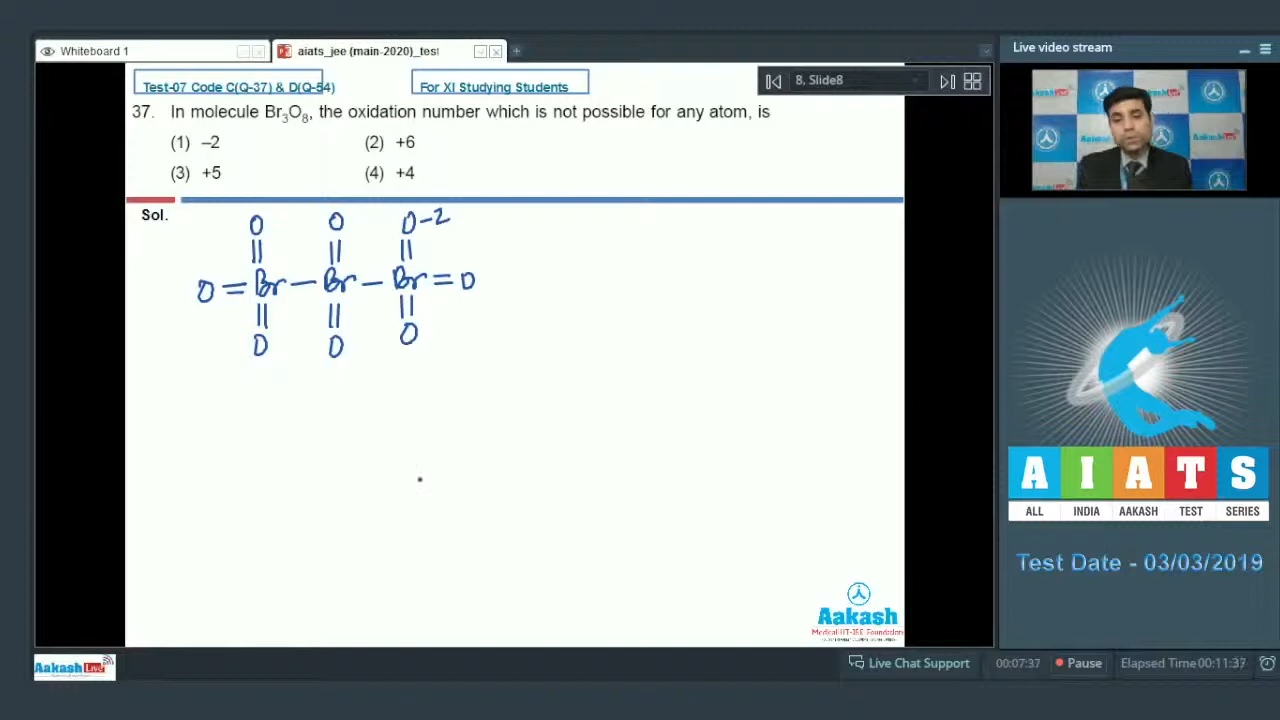 Whiteboard 1
aiats_jee (main-2020)_test
Live video stream
Test-07 Code C(Q-37) & D(Q-54)
For XI Studying Students
8, Slide8
37. In molecule Br3O8, the oxidation number which is not possible for any atom, is
(1) –2
(2) +6
(3) +5
(4) +4
Sol.
O O O–2
O=Br–Br–Br=O
O O O
AIATS
ALL INDIA AAKASH TEST SERIES
Test Date - 03/03/2019
Aakash
Medical|IIT-JEE|Foundations
Aakash Live
Live Chat Support
00:07:37
Pause
Elapsed Time 00:11:37